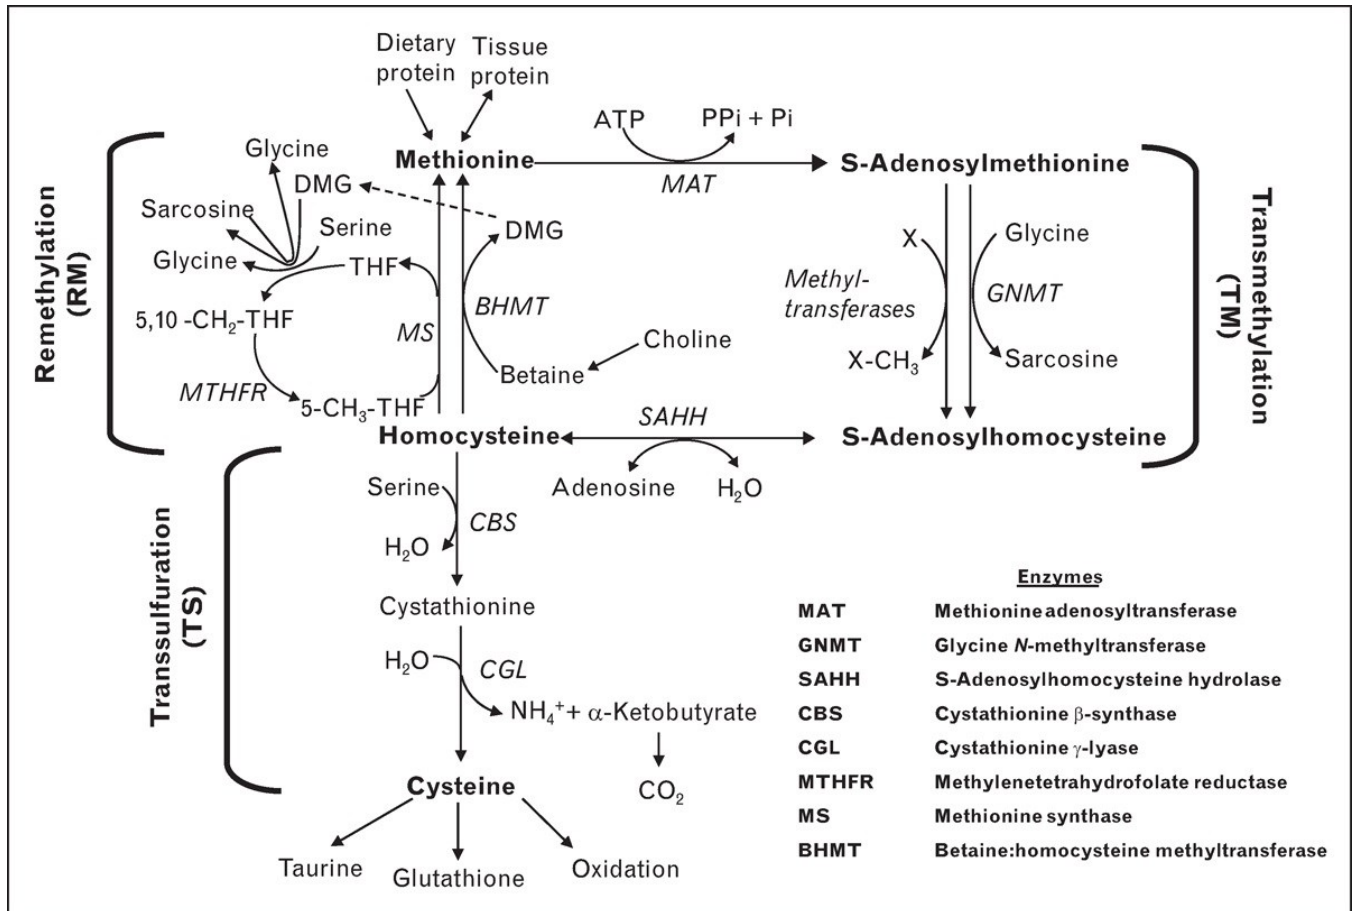 Dietary protein
Tissue protein
ATP
PPi + Pi
Methionine
MAT
S-Adenosylmethionine
Remethylation
(RM)
Glycine
DMG
Sarcosine
Serine
Glycine
THF
5,10 -CH₂-THF
MTHFR
5-CH₃-THF
MS
DMG
BHMT
Choline
Betaine
X
Glycine
Methyl-
transferases
GNMT
X-CH₃
Sarcosine
Transmethylation
(TM)
Homocysteine
SAHH
S-Adenosylhomocysteine
Adenosine
H₂O
Transsulfuration
(TS)
Serine
CBS
H₂O
Cystathionine
H₂O
CGL
NH₄⁺+ α-Ketobutyrate
CO₂
Cysteine
Taurine
Glutathione
Oxidation
Enzymes
MAT Methionine adenosyltransferase
GNMT Glycine N-methyltransferase
SAHH S-Adenosylhomocysteine hydrolase
CBS Cystathionine β-synthase
CGL Cystathionine γ-lyase
MTHFR Methylenetetrahydrofolate reductase
MS Methionine synthase
BHMT Betaine:homocysteine methyltransferase